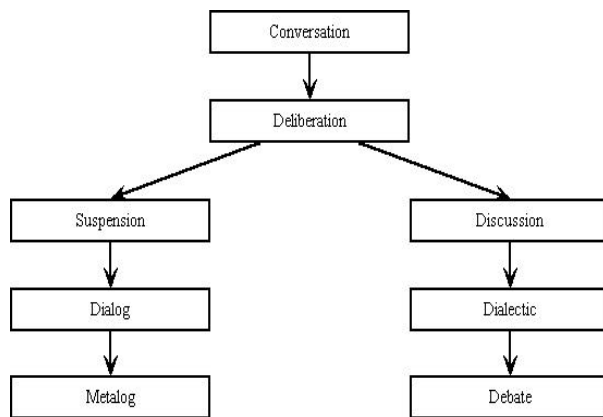 Conversation
Deliberation
Suspension
Discussion
Dialog
Dialectic
Metalog
Debate